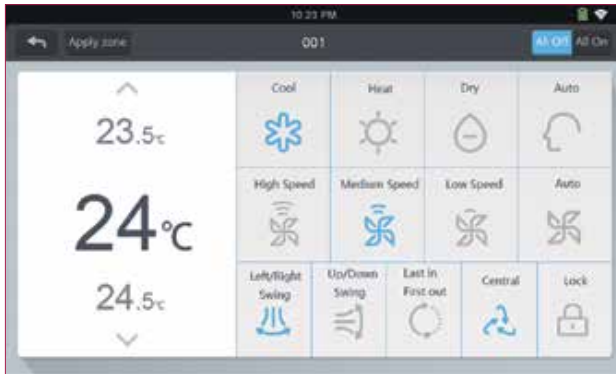 10:23 PM
Apply zone
001
All Off
All On
23.5℃
24℃
24.5℃
Cool
Heat
Dry
Auto
High Speed
Medium Speed
Low Speed
Auto
Left/Right
Swing
Up/Down
Swing
Last in
First out
Central
Lock